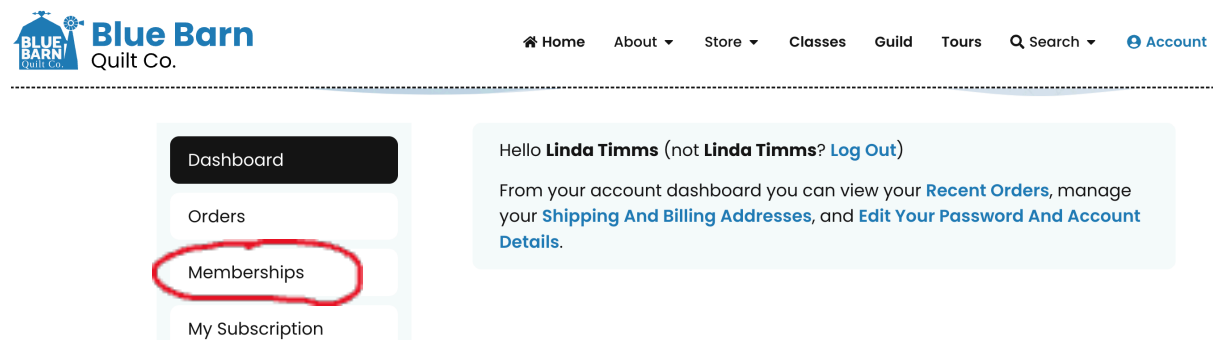 BLUE
BARN
Quilt Co.
Blue Barn
Quilt Co.
Home About Store Classes Guild Tours Search Account
Dashboard
Orders
Memberships
My Subscription
Hello Linda Timms (not Linda Timms? Log Out)
From your account dashboard you can view your Recent Orders, manage
your Shipping And Billing Addresses, and Edit Your Password And Account
Details.